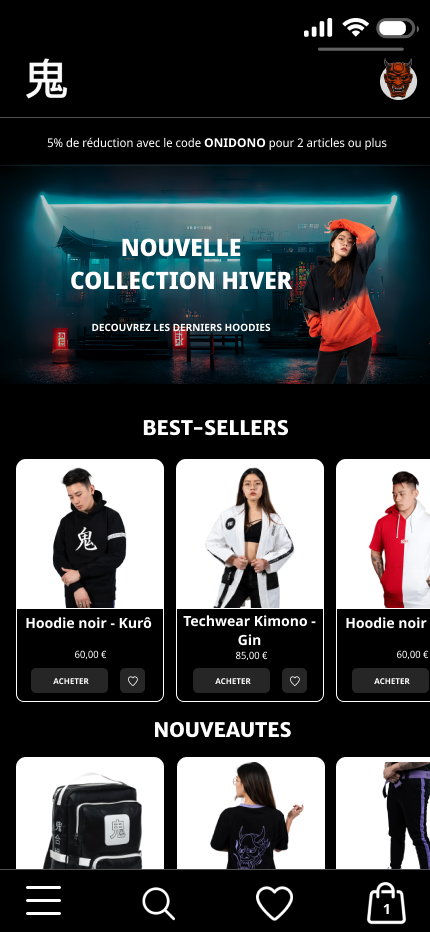 鬼
5% de réduction avec le code ONIDONO pour 2 articles ou plus
NOUVELLE
COLLECTION HIVER
DECOUVREZ LES DERNIERS HOODIES
BEST-SELLERS
鬼
Hoodie noir - Kurô
60,00 €
ACHETER
Techwear Kimono -
Gin
85,00 €
ACHETER
Hoodie noir
60,00 €
ACHETER
NOUVEAUTES
鬼
1